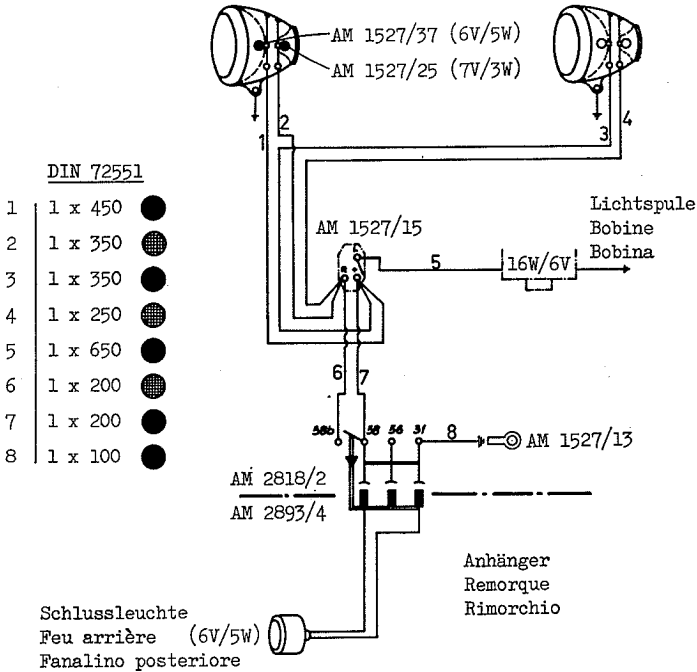 AM 1527/37 (6V/5W)
AM 1527/25 (7V/3W)
1
2
3
4
DIN 72551
1 1 x 450
2 1 x 350
3 1 x 350
4 1 x 250
5 1 x 650
6 1 x 200
7 1 x 200
8 1 x 100
AM 1527/15
5
16W/6V
Lichtspule
Bobine
Bobina
6
7
58b
58
56
31
8
AM 1527/13
AM 2818/2
AM 2893/4
Anhänger
Remorque
Rimorchio
Schlussleuchte
Feu arrière (6V/5W)
Fanalino posteriore